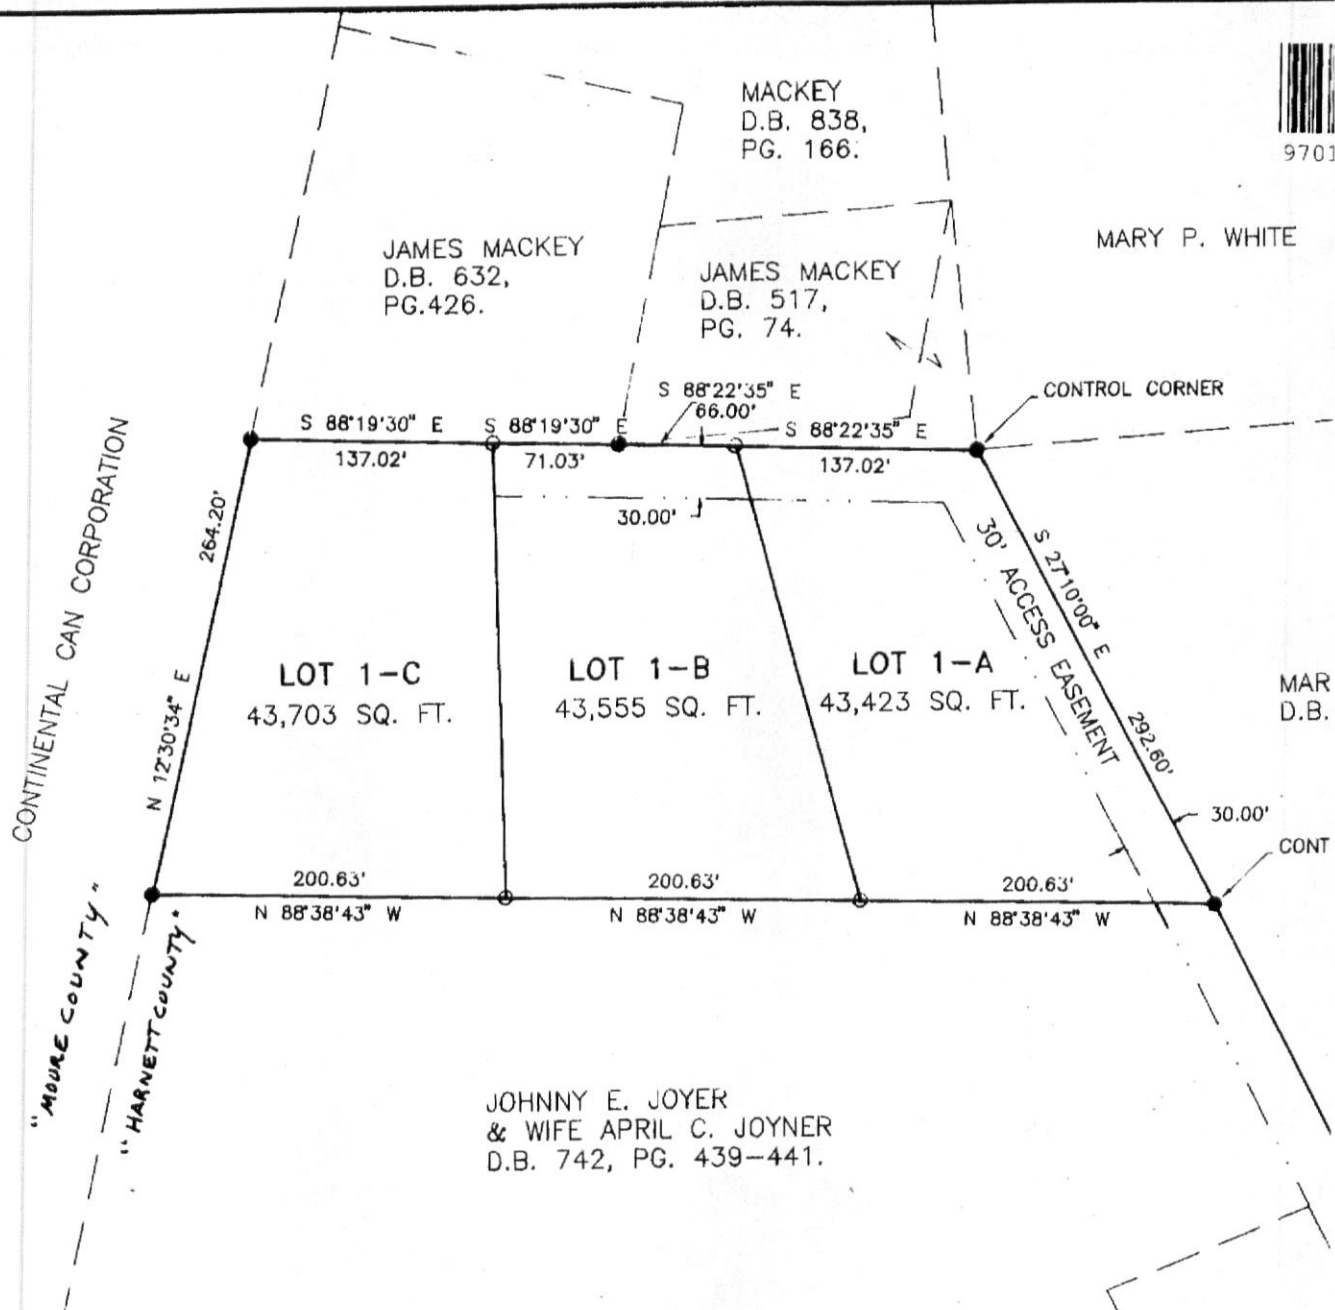 MACKEY
D.B. 838,
PG. 166.
9701
MARY P. WHITE
JAMES MACKEY
D.B. 632,
PG.426.
JAMES MACKEY
D.B. 517,
PG. 74.
CONTROL CORNER
S 88°22'35" E
66.00'
S 88°19'30" E
137.02'
S 88°19'30" E
71.03'
S 88°22'35" E
137.02'
30.00'
CONTINENTAL CAN CORPORATION
264.20'
N 12°30'34" E
S 27°10'00" E
292.60'
30' ACCESS EASEMENT
LOT 1-C
43,703 SQ. FT.
LOT 1-B
43,555 SQ. FT.
LOT 1-A
43,423 SQ. FT.
MAR
D.B.
30.00'
CONT
200.63'
N 88°38'43" W
200.63'
N 88°38'43" W
200.63'
N 88°38'43" W
"MOORE COUNTY"
"HARNETT COUNTY"
JOHNNY E. JOYER
& WIFE APRIL C. JOYNER
D.B. 742, PG. 439-441.